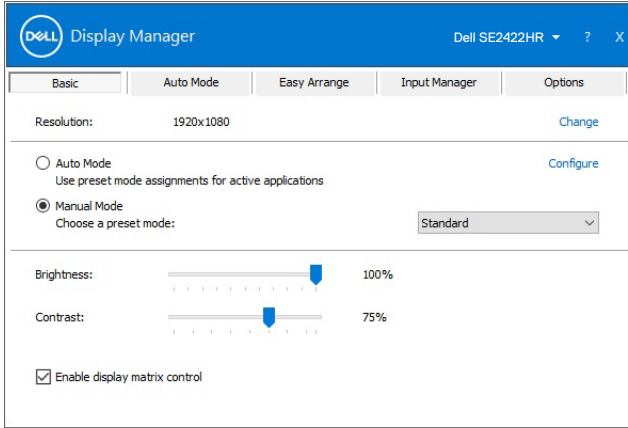 DELL Display Manager Dell SE2422HR ? X
Basic Auto Mode Easy Arrange Input Manager Options
Resolution: 1920x1080 Change
Auto Mode Configure
Use preset mode assignments for active applications
Manual Mode
Choose a preset mode: Standard
Brightness: 100%
Contrast: 75%
Enable display matrix control